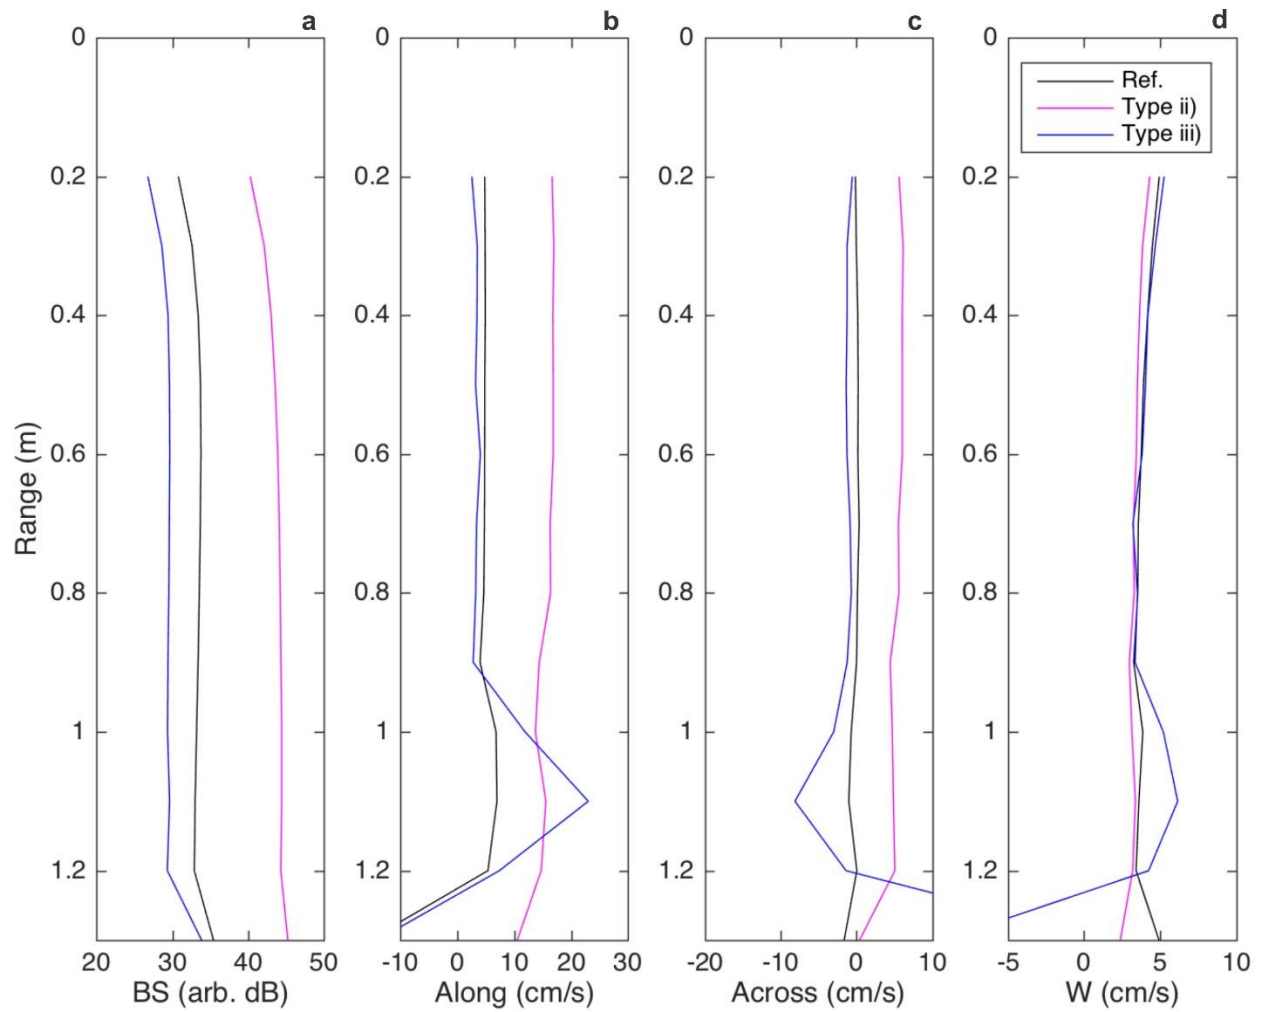 a
b
c
d
0
0.2
0.4
0.6
0.8
1
1.2
0
0.2
0.4
0.6
0.8
1
1.2
0
0.2
0.4
0.6
0.8
1
1.2
0
0.2
0.4
0.6
0.8
1
1.2
Range (m)
Ref.
Type ii)
Type iii)
20 30 40 50
-10 0 10 20 30
-20 -10 0 10
-5 0 5 10
BS (arb. dB)
Along (cm/s)
Across (cm/s)
W (cm/s)